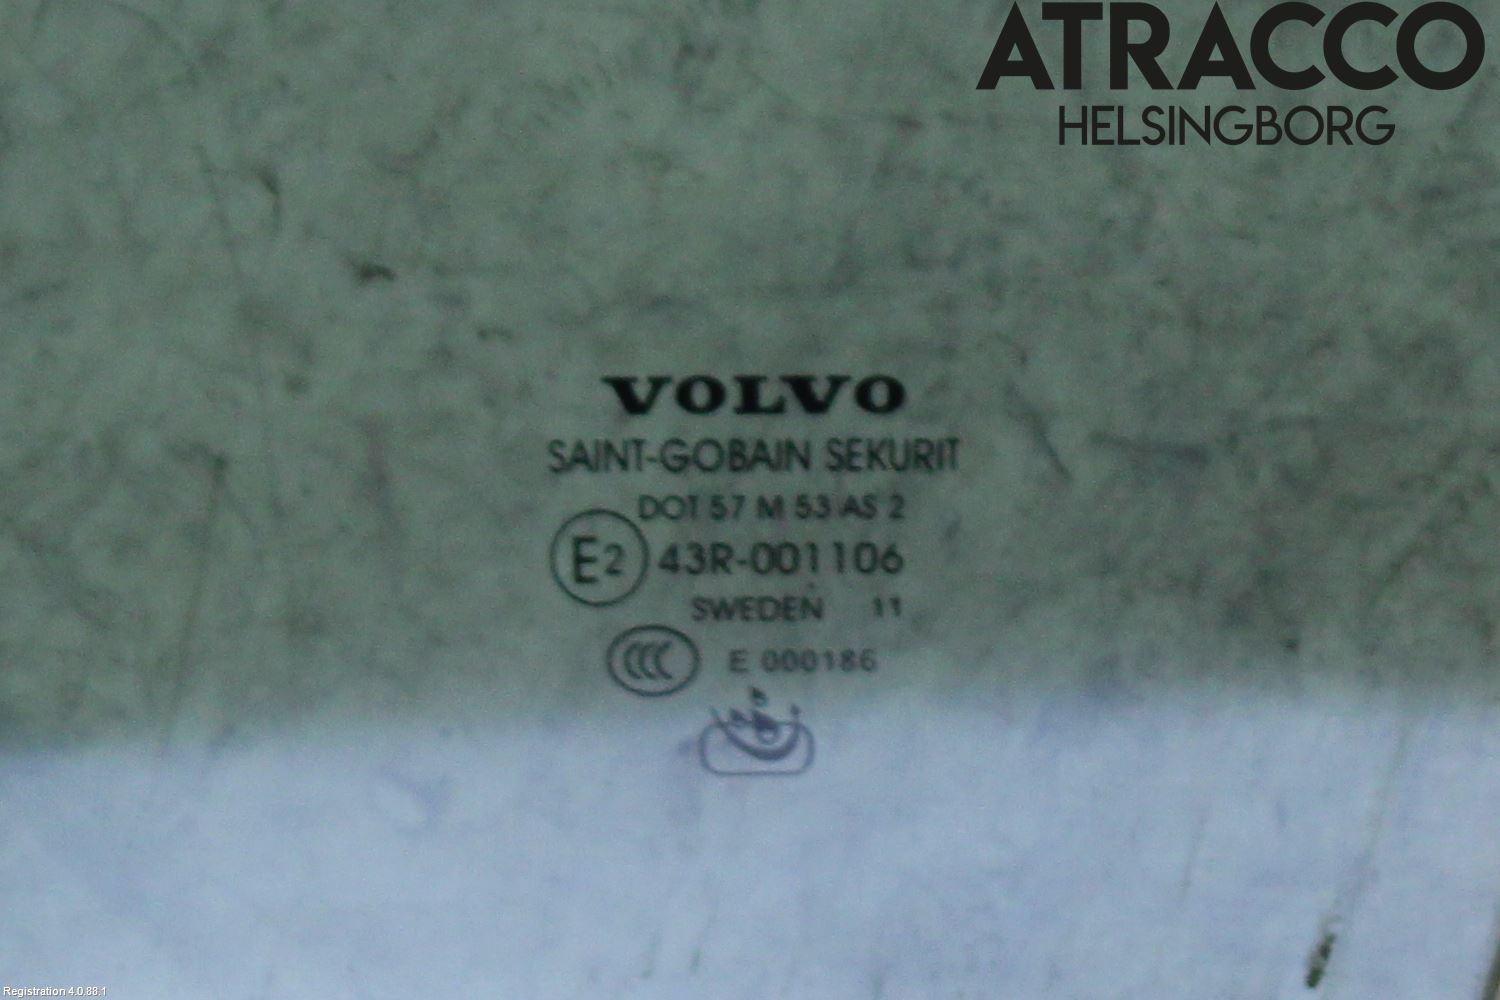 ATRACCO
HELSINGBORG
VOLVO
SAINT-GOBAIN SEKURIT
DOT 57 M 53 AS 2
E2 43R-001106
SWEDEN 11
CCC E 000186
Registration 4.0.88.1